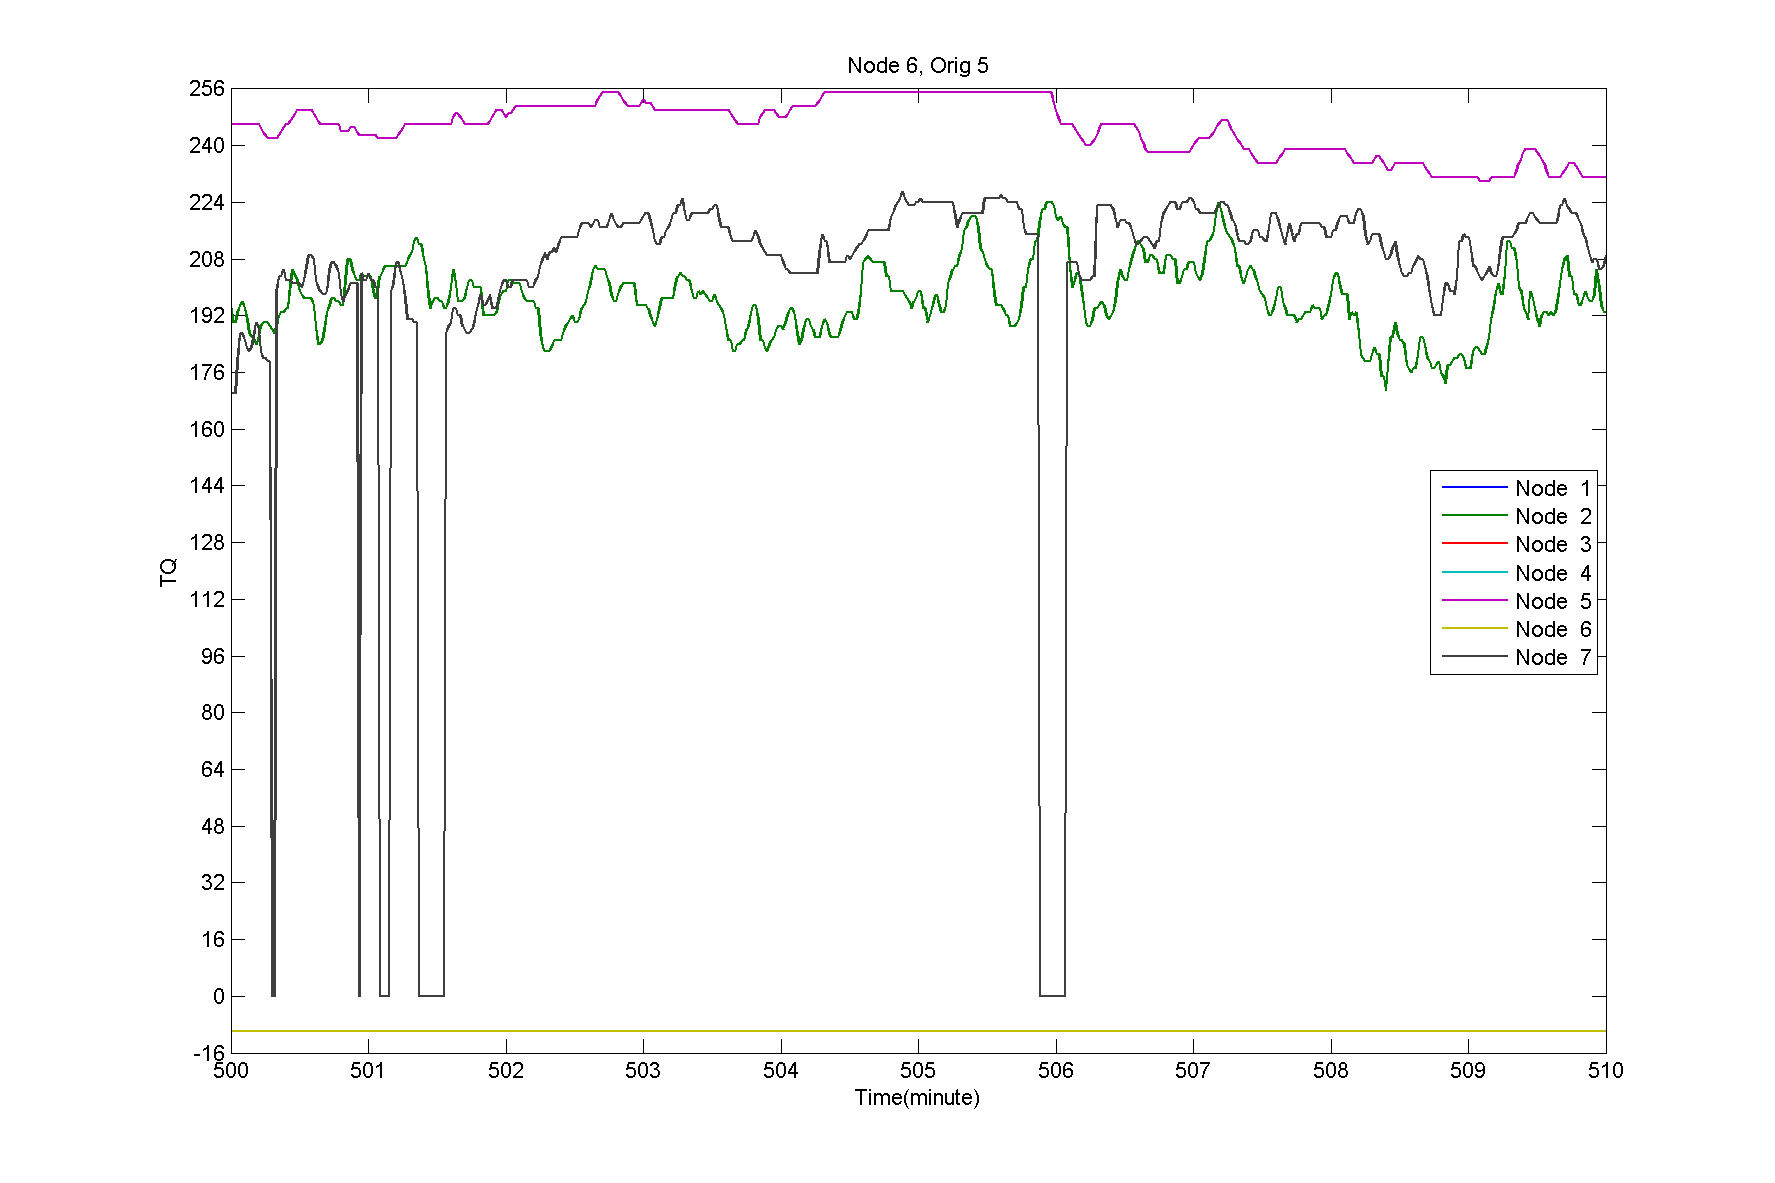 Node 6, Orig 5
256
240
224
208
192
176
160
144
128
112
96
80
64
48
32
16
0
-16
TQ
Node 1
Node 2
Node 3
Node 4
Node 5
Node 6
Node 7
500 501 502 503 504 505 506 507 508 509 510
Time(minute)